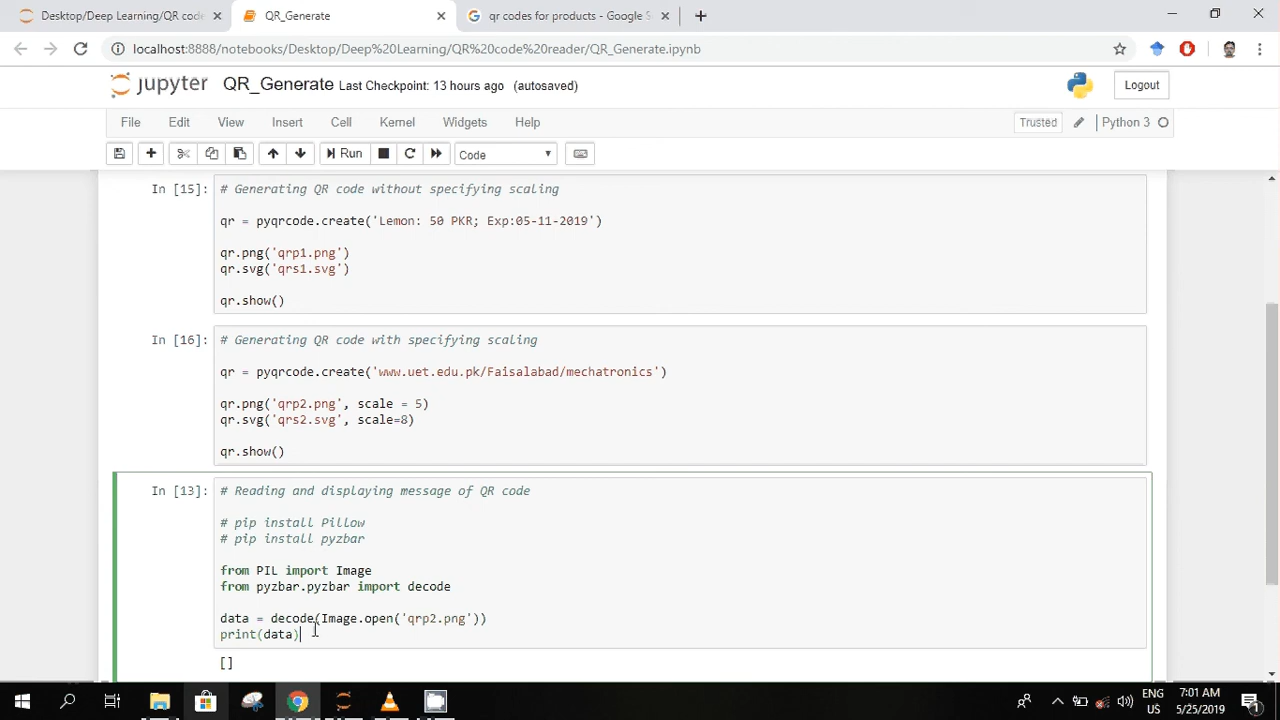 Desktop/Deep Learning/QR code
QR_Generate
qr codes for products - Google S
localhost:8888/notebooks/Desktop/Deep%20Learning/QR%20code%20reader/QR_Generate.ipynb
jupyter QR_Generate Last Checkpoint: 13 hours ago (autosaved)
Logout
File Edit View Insert Cell Kernel Widgets Help
Trusted Python 3
Run Code
In [15]: # Generating QR code without specifying scaling
qr = pyqrcode.create('Lemon: 50 PKR; Exp:05-11-2019')
qr.png('qrp1.png')
qr.svg('qrs1.svg')
qr.show()
In [16]: # Generating QR code with specifying scaling
qr = pyqrcode.create('www.uet.edu.pk/Faisalabad/mechatronics')
qr.png('qrp2.png', scale = 5)
qr.svg('qrs2.svg', scale=8)
qr.show()
In [13]: # Reading and displaying message of QR code
# pip install Pillow
# pip install pyzbar
from PIL import Image
from pyzbar.pyzbar import decode
data = decode(Image.open('qrp2.png'))
print(data)
[]
ENG
US
7:01 AM
5/25/2019
1